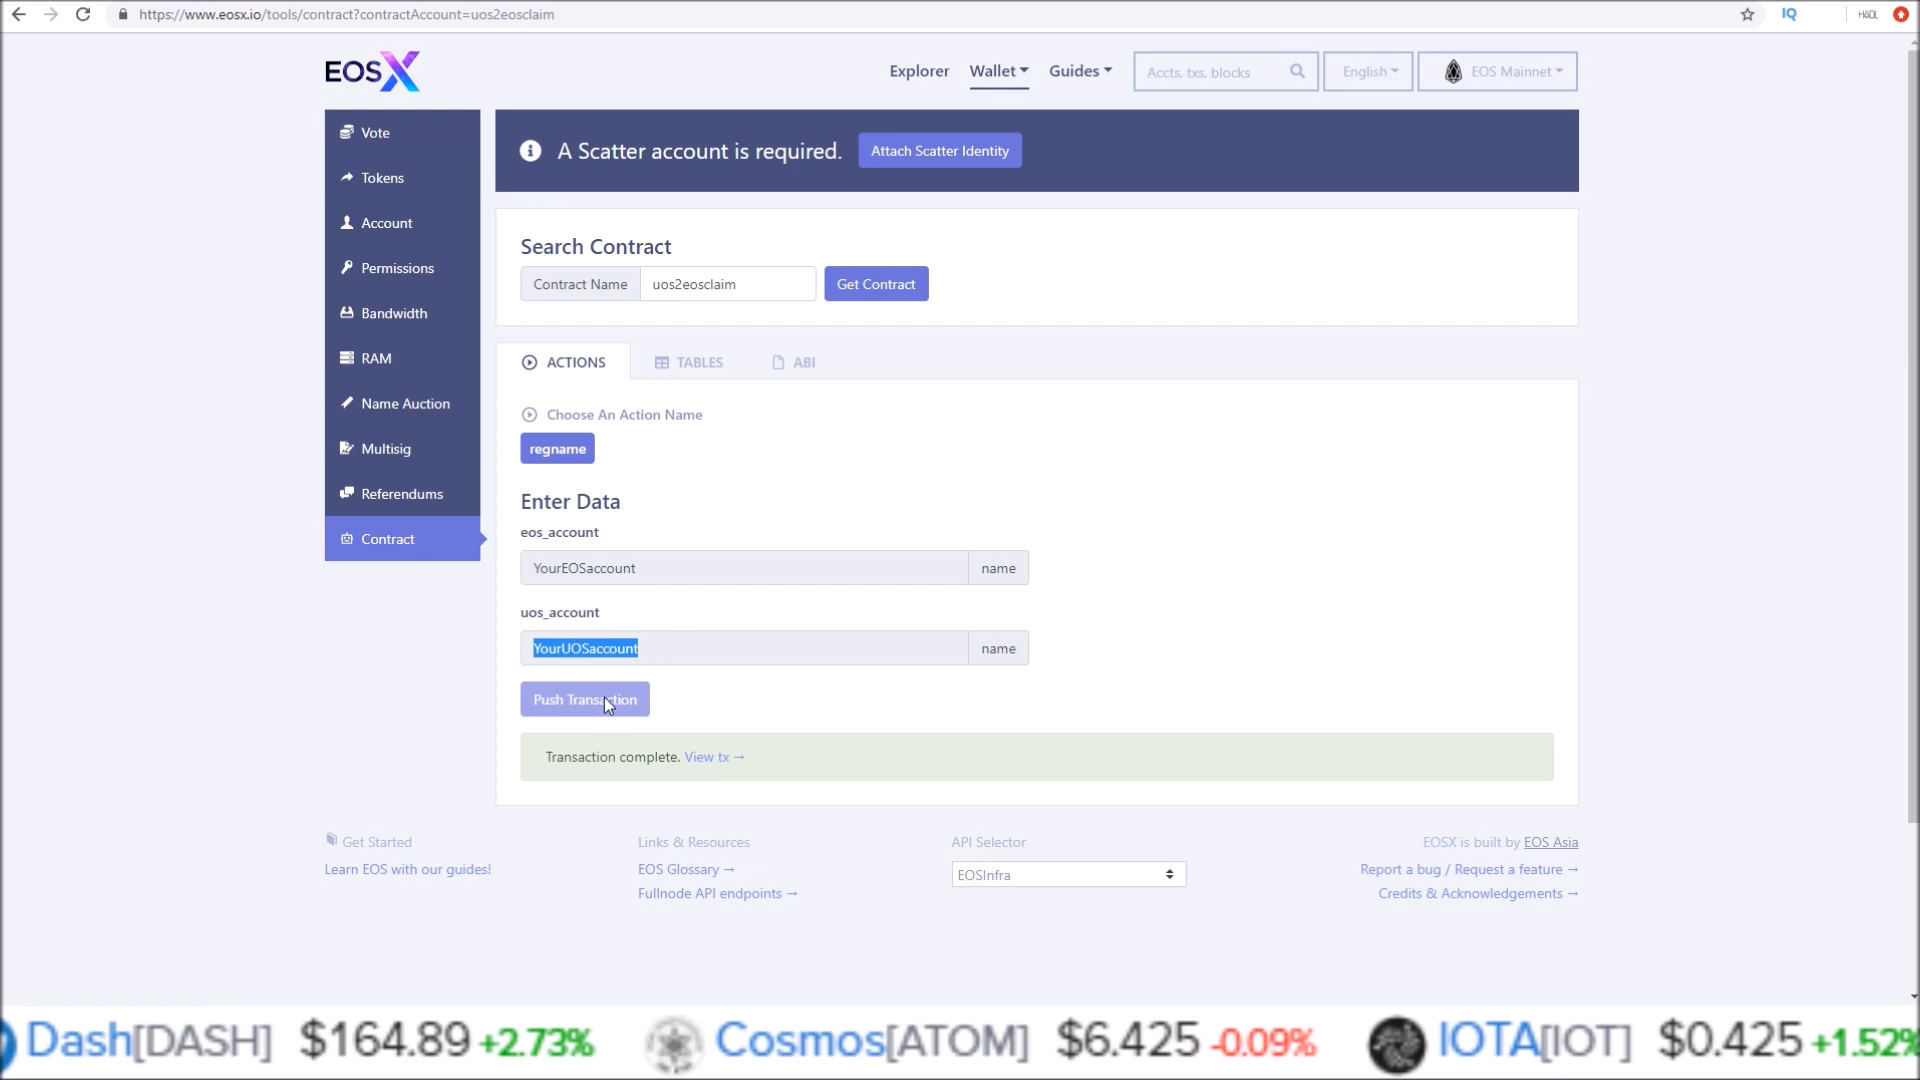 https://www.eosx.io/tools/contract?contractAccount=uos2eosclaim
IQ
HODL
EOSX
Explorer
Wallet
Guides
Accts, txs, blocks
English
EOS Mainnet
Vote
Tokens
Account
Permissions
Bandwidth
RAM
Name Auction
Multisig
Referendums
Contract
A Scatter account is required.
Attach Scatter Identity
Search Contract
Contract Name
uos2eosclaim
Get Contract
ACTIONS
TABLES
ABI
Choose An Action Name
regname
Enter Data
eos_account
YourEOSaccount
name
uos_account
YourUOSaccount
name
Push Transaction
Transaction complete. View tx →
Get Started
Learn EOS with our guides!
Links & Resources
EOS Glossary →
Fullnode API endpoints →
API Selector
EOSInfra
EOSX is built by EOS Asia
Report a bug / Request a feature →
Credits & Acknowledgements →
Dash[DASH] $164.89 +2.73% Cosmos[ATOM] $6.425 -0.09% IOTA[IOT] $0.425 +1.52%